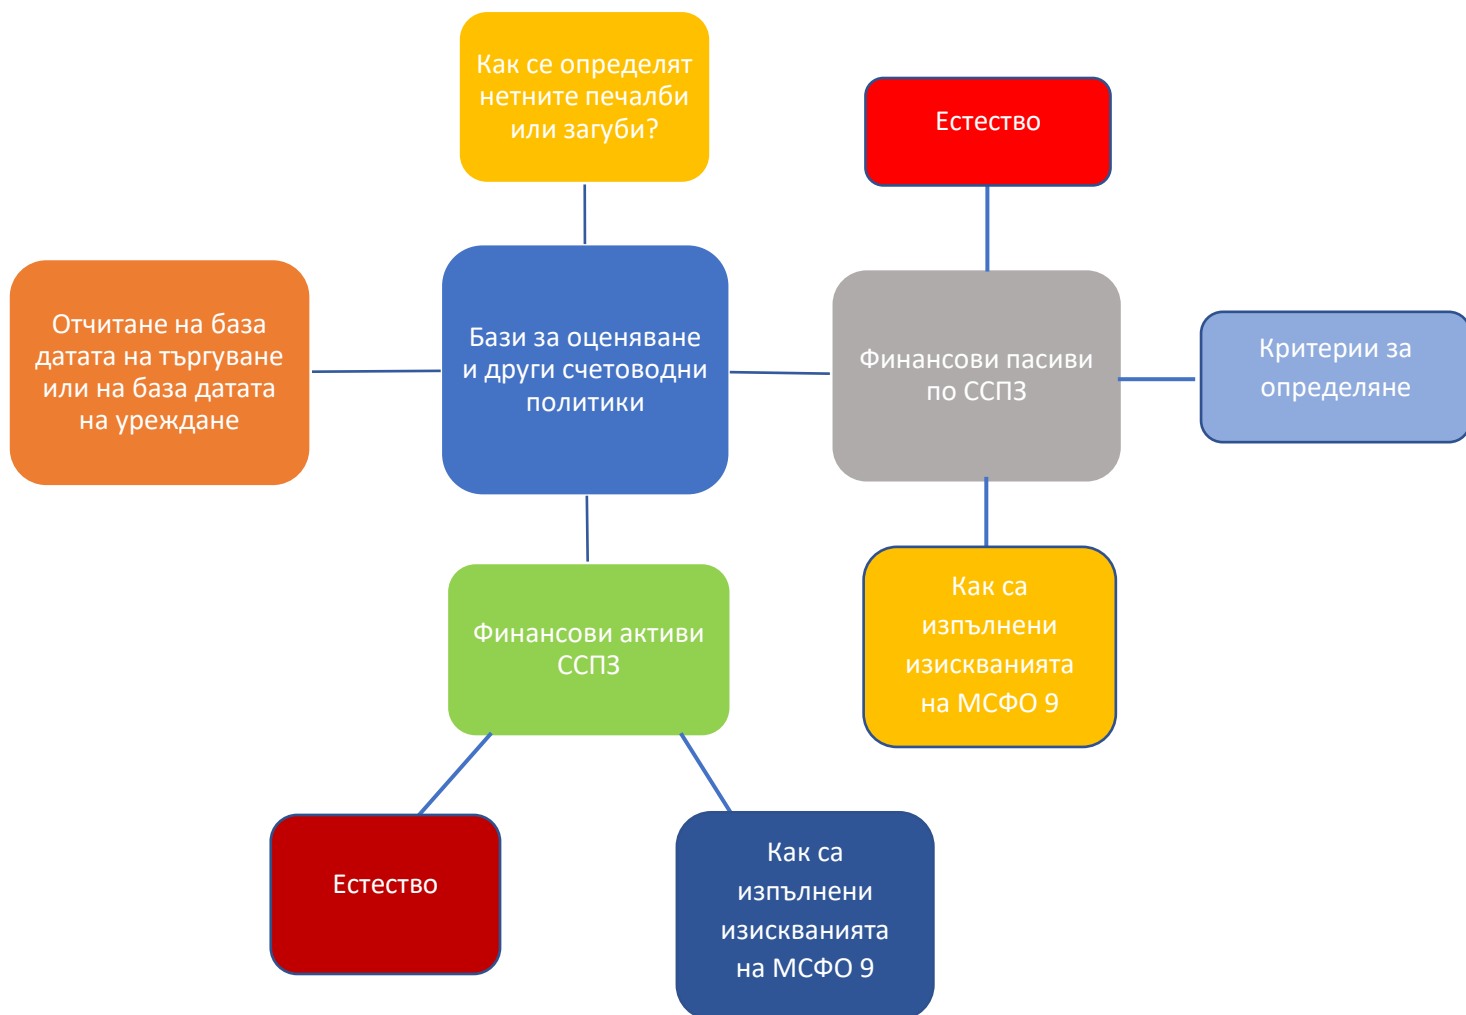 Как се определят
нетните печалби
или загуби?
Естество
Отчитане на база
датата на търгуване
или на база датата
на уреждане
Бази за оценяване
и други счетоводни
политики
Финансови пасиви
по ССПЗ
Критерии за
определяне
Финансови активи
ССПЗ
Как са
изпълнени
изискванията
на МСФО 9
Естество
Как са
изпълнени
изискванията
на МСФО 9